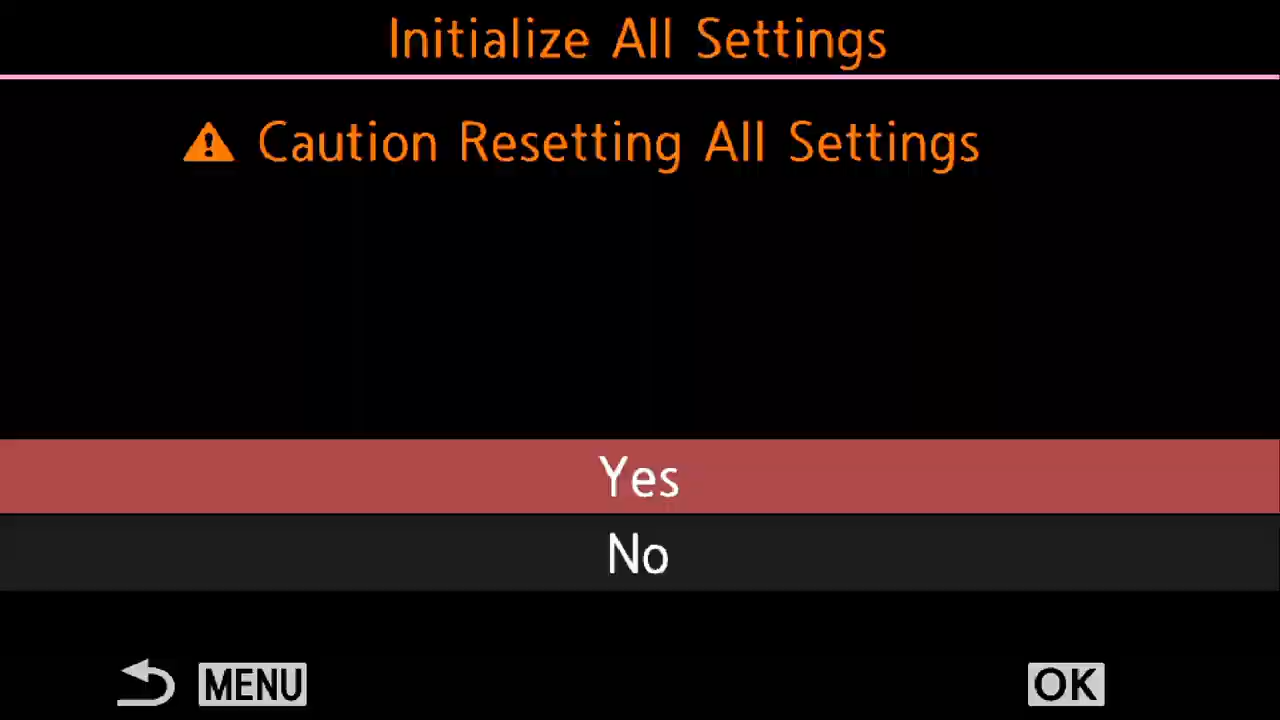 Initialize All Settings
Caution Resetting All Settings
Yes
No
MENU OK